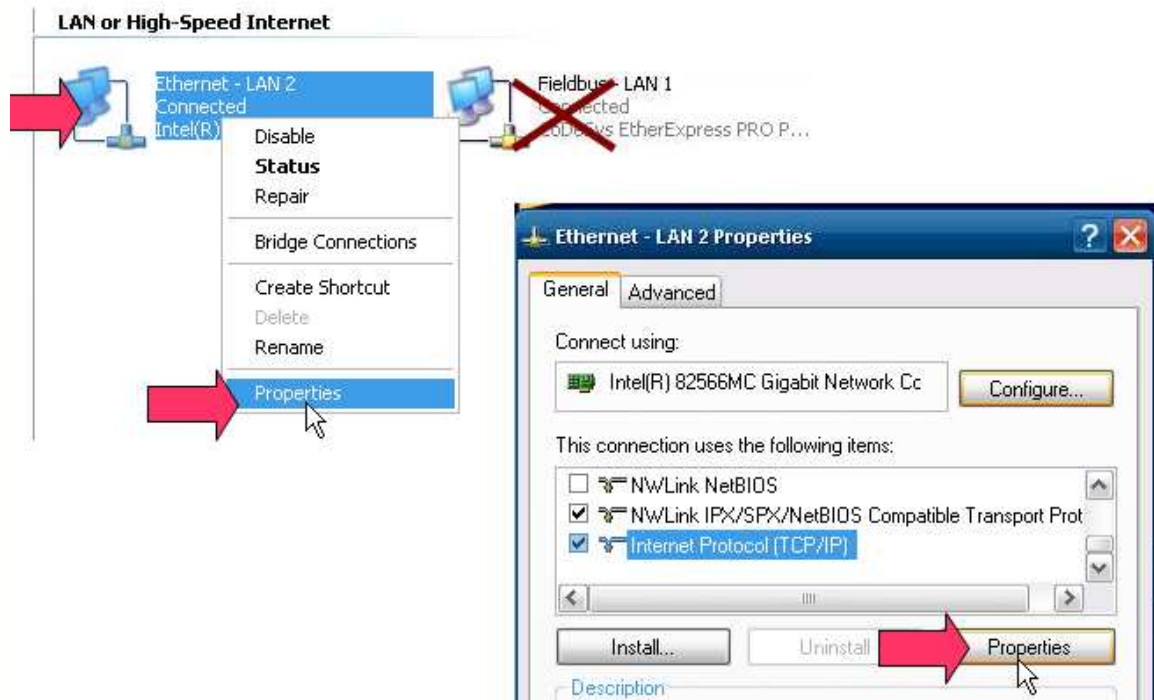 LAN or High-Speed Internet
Ethernet - LAN 2
Connected
Intel(R)
Fieldbus - LAN 1
Connected
CoDeSys EtherExpress PRO P...
Disable
Status
Repair
Bridge Connections
Create Shortcut
Delete
Rename
Properties
Ethernet - LAN 2 Properties
General Advanced
Connect using:
Intel(R) 82566MC Gigabit Network Cc
Configure...
This connection uses the following items:
NWLink NetBIOS
NWLink IPX/SPX/NetBIOS Compatible Transport Prot
Internet Protocol (TCP/IP)
Install... Uninstall Properties
Description